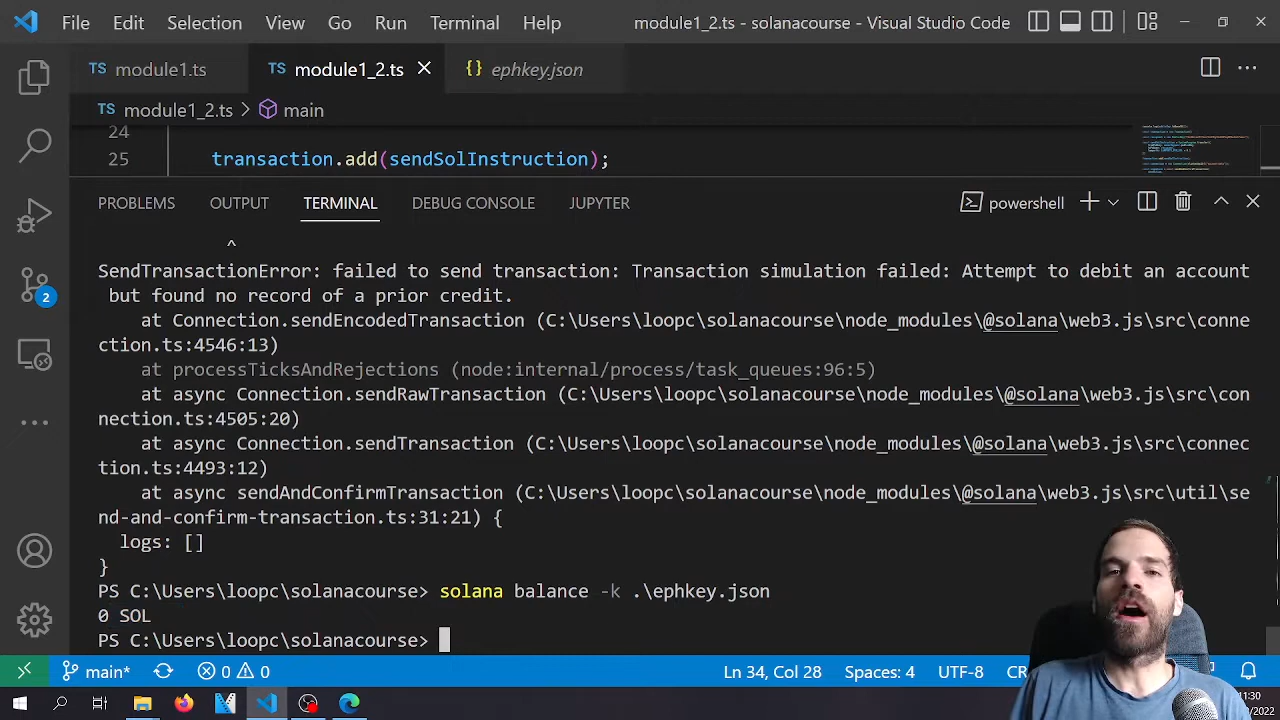 File Edit Selection View Go Run Terminal Help module1_2.ts - solanacourse - Visual Studio Code
TS module1.ts TS module1_2.ts {} ephkey.json
TS module1_2.ts > main
24
25 transaction.add(sendSolInstruction);
PROBLEMS OUTPUT TERMINAL DEBUG CONSOLE JUPYTER powershell
^
SendTransactionError: failed to send transaction: Transaction simulation failed: Attempt to debit an account
but found no record of a prior credit.
at Connection.sendEncodedTransaction (C:\Users\loopc\solanacourse\node_modules\@solana\web3.js\src\conne
ction.ts:4546:13)
at processTicksAndRejections (node:internal/process/task_queues:96:5)
at async Connection.sendRawTransaction (C:\Users\loopc\solanacourse\node_modules\@solana\web3.js\src\con
nection.ts:4505:20)
at async Connection.sendTransaction (C:\Users\loopc\solanacourse\node_modules\@solana\web3.js\src\connec
tion.ts:4493:12)
at async sendAndConfirmTransaction (C:\Users\loopc\solanacourse\node_modules\@solana\web3.js\src\util\se
nd-and-confirm-transaction.ts:31:21) {
logs: []
}
PS C:\Users\loopc\solanacourse> solana balance -k .\ephkey.json
0 SOL
PS C:\Users\loopc\solanacourse>
2
main* 0 0 Ln 34, Col 28 Spaces: 4 UTF-8